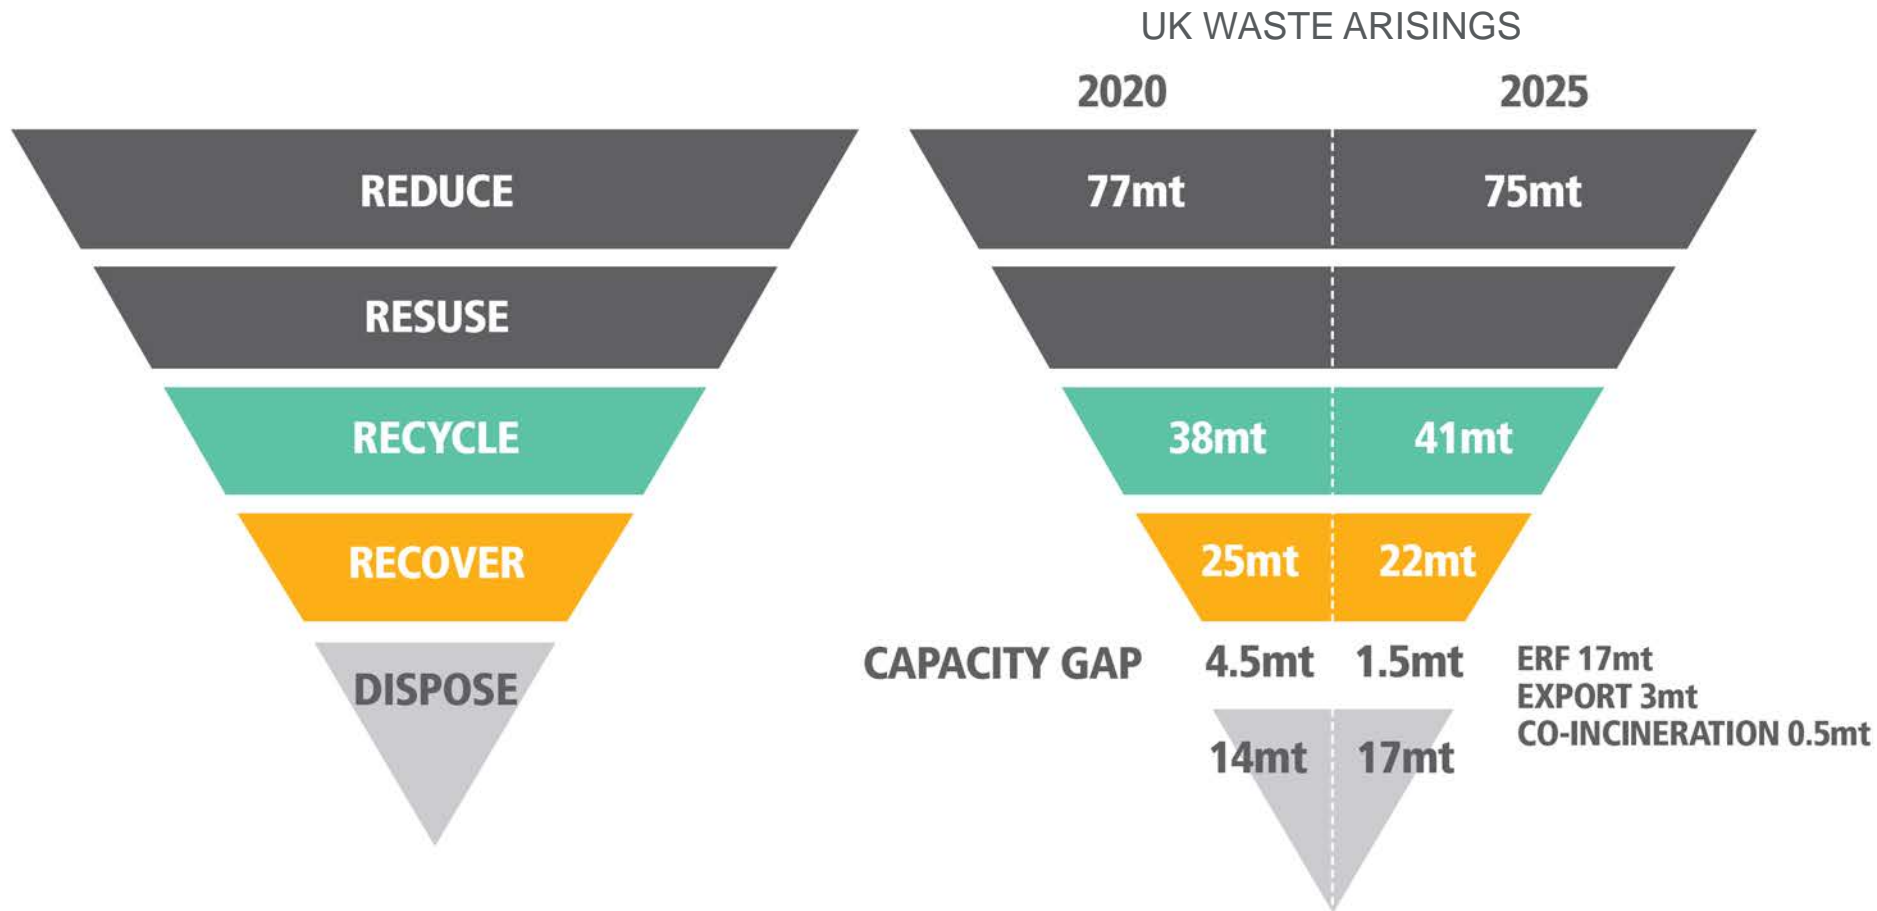 UK WASTE ARISINGS
2020 2025
REDUCE 77mt 75mt
RESUSE
RECYCLE 38mt 41mt
RECOVER 25mt 22mt
CAPACITY GAP 4.5mt 1.5mt
ERF 17mt
EXPORT 3mt
CO-INCINERATION 0.5mt
DISPOSE
14mt 17mt